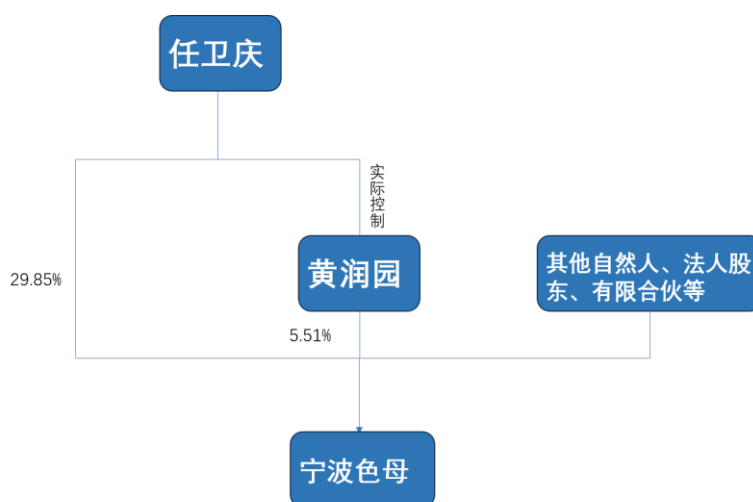 任卫庆
实际控制
29.85%
黄润园
其他自然人、法人股
东、有限合伙等
5.51%
宁波色母